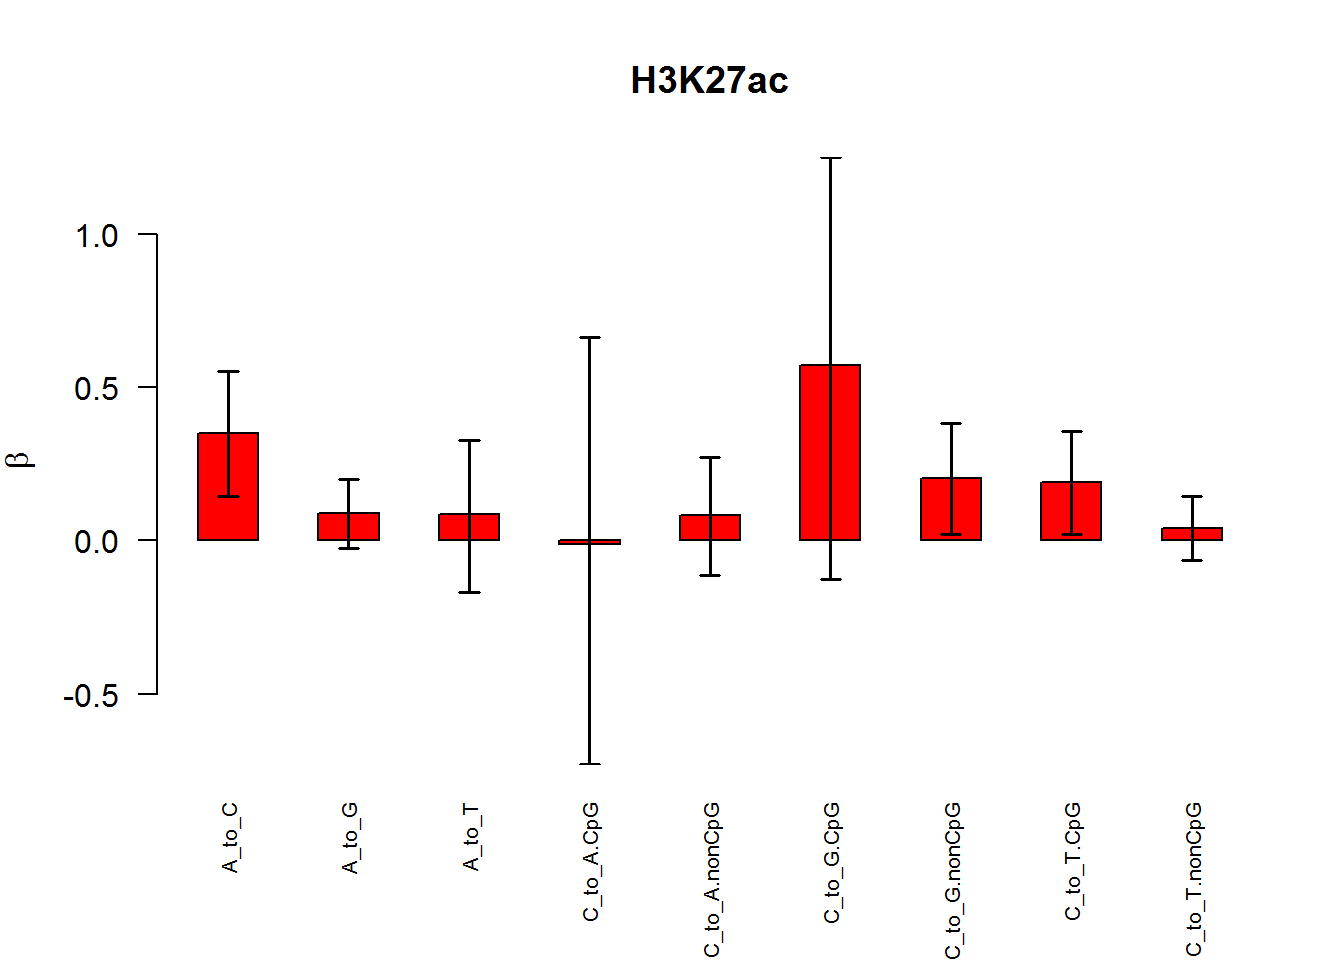 H3K27ac
1.0
0.5
0.0
-0.5
β
A_to_C
A_to_G
A_to_T
C_to_A.CpG
C_to_A.nonCpG
C_to_G.CpG
C_to_G.nonCpG
C_to_T.CpG
C_to_T.nonCpG